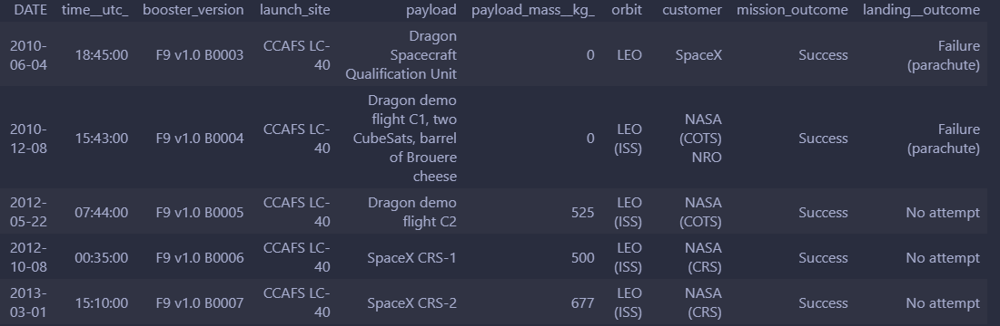 DATE time__utc_ booster_version launch_site payload payload_mass__kg_ orbit customer mission_outcome landing__outcome
2010-06-04 18:45:00 F9 v1.0 B0003 CCAFS LC-40 Dragon Spacecraft Qualification Unit 0 LEO SpaceX Success Failure (parachute)
2010-12-08 15:43:00 F9 v1.0 B0004 CCAFS LC-40 Dragon demo flight C1, two CubeSats, barrel of Brouere cheese 0 LEO (ISS) NASA (COTS) NRO Success Failure (parachute)
2012-05-22 07:44:00 F9 v1.0 B0005 CCAFS LC-40 Dragon demo flight C2 525 LEO (ISS) NASA (COTS) Success No attempt
2012-10-08 00:35:00 F9 v1.0 B0006 CCAFS LC-40 SpaceX CRS-1 500 LEO (ISS) NASA (CRS) Success No attempt
2013-03-01 15:10:00 F9 v1.0 B0007 CCAFS LC-40 SpaceX CRS-2 677 LEO (ISS) NASA (CRS) Success No attempt